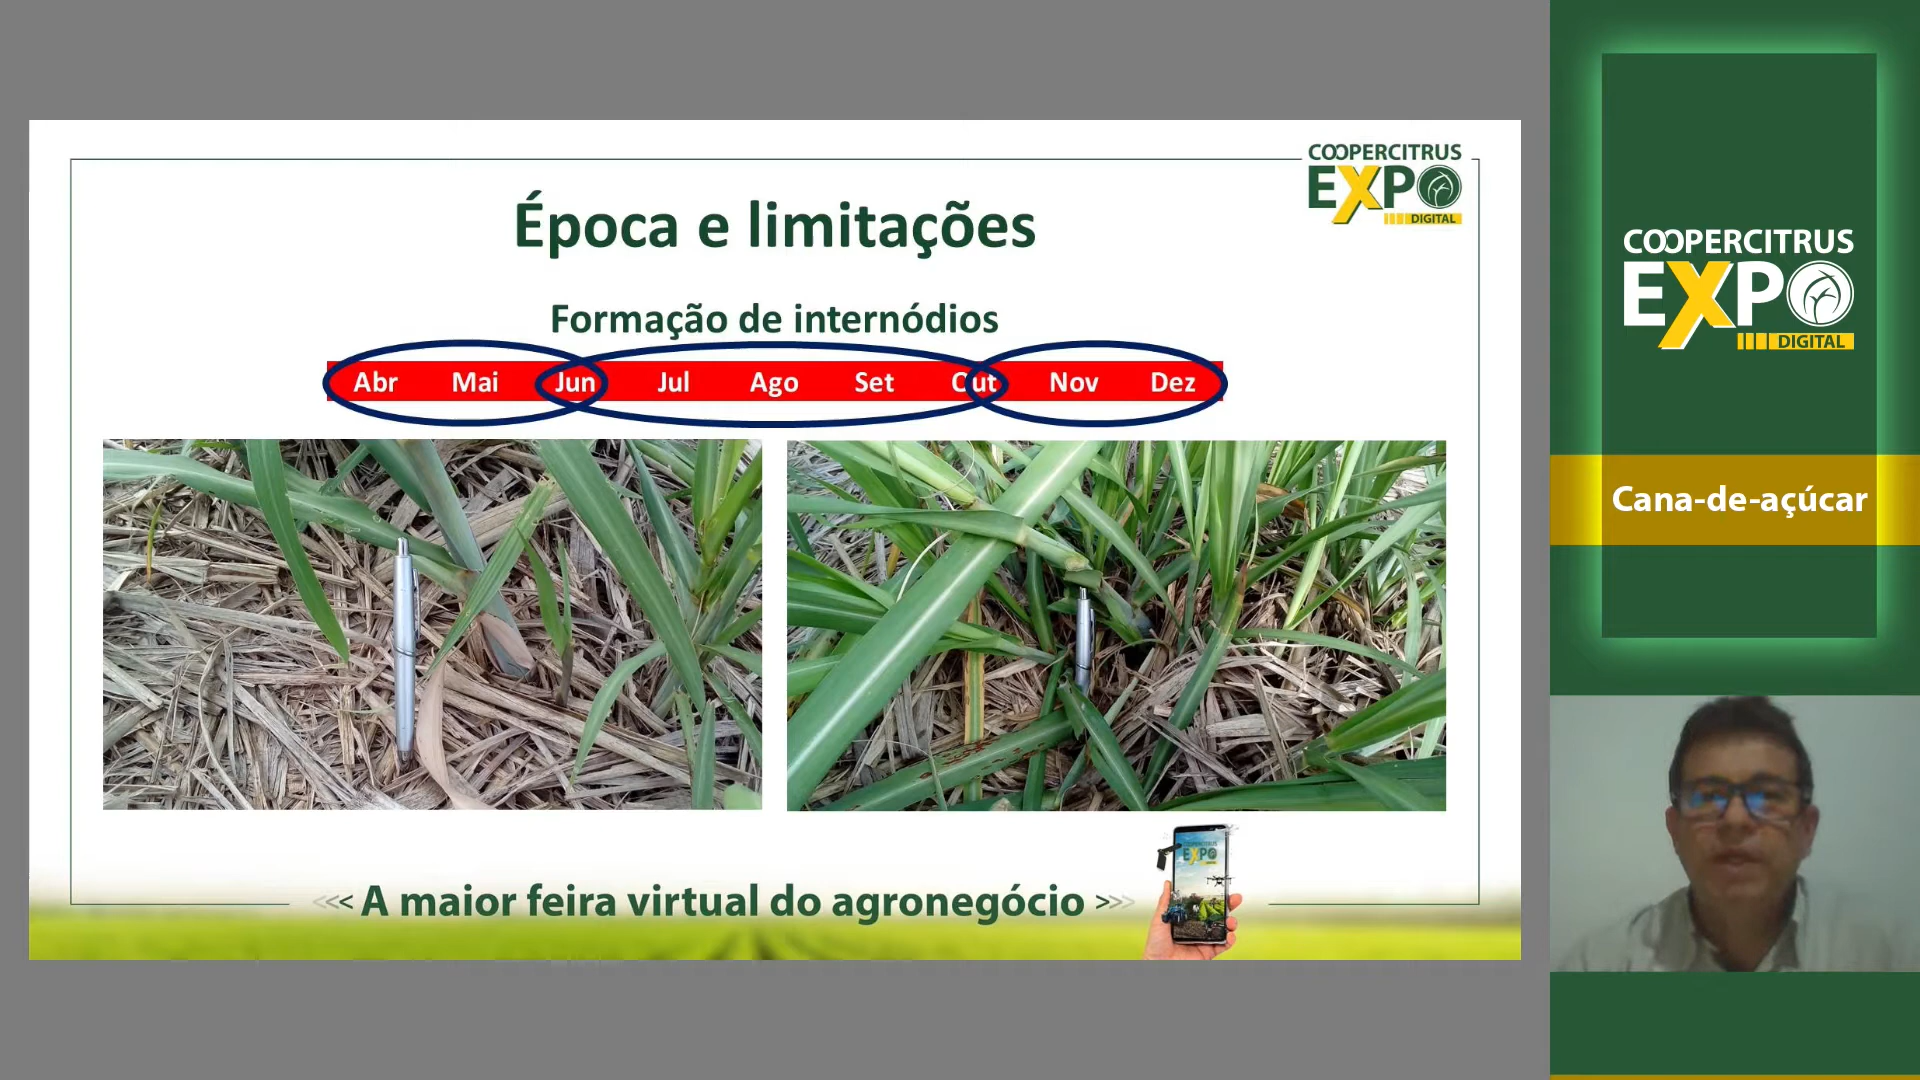 COOPERCITRUS
EXPO
DIGITAL
Época e limitações
Formação de internódios
Abr Mai Jun Jul Ago Set Out Nov Dez
<<< A maior feira virtual do agronegócio >>>
EXPO
COOPERCITRUS
EXPO
DIGITAL
Cana-de-açúcar